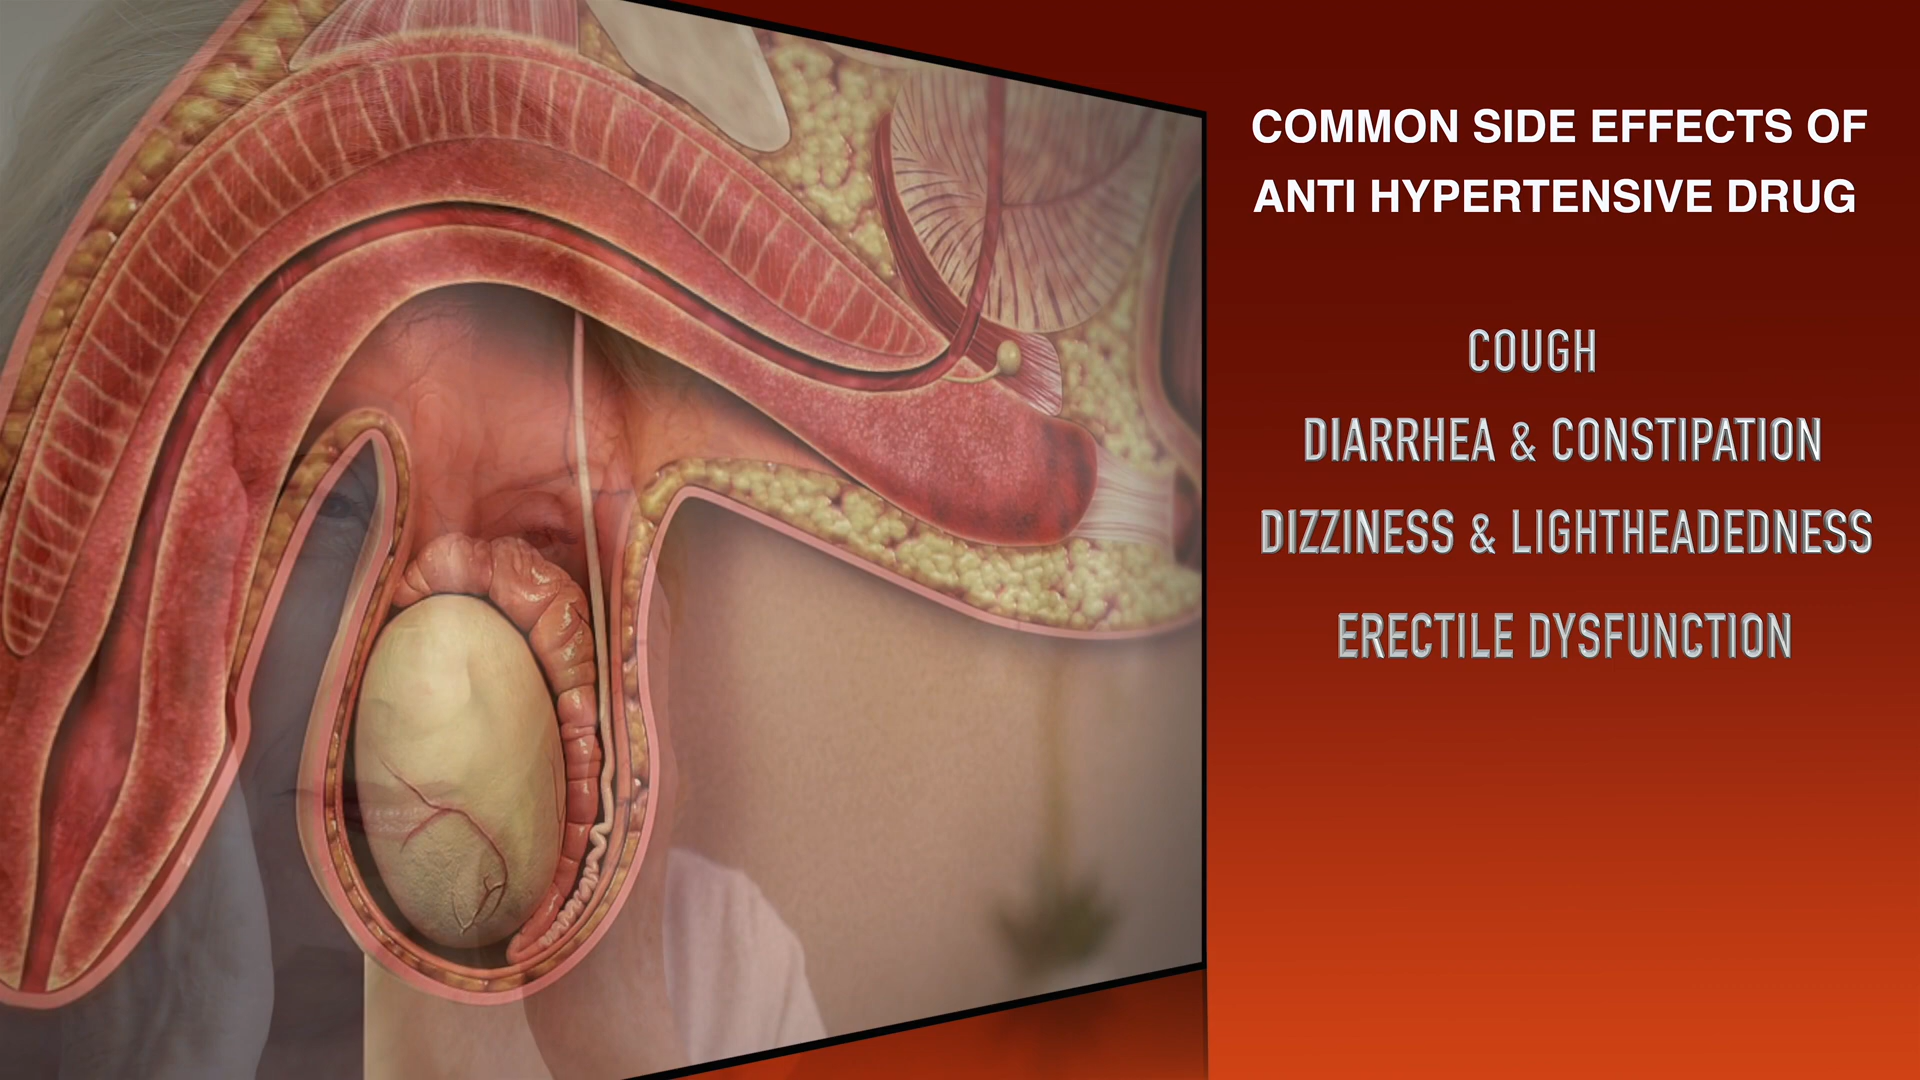 COMMON SIDE EFFECTS OF
ANTI HYPERTENSIVE DRUG
COUGH
DIARRHEA & CONSTIPATION
DIZZINESS & LIGHTHEADEDNESS
ERECTILE DYSFUNCTION